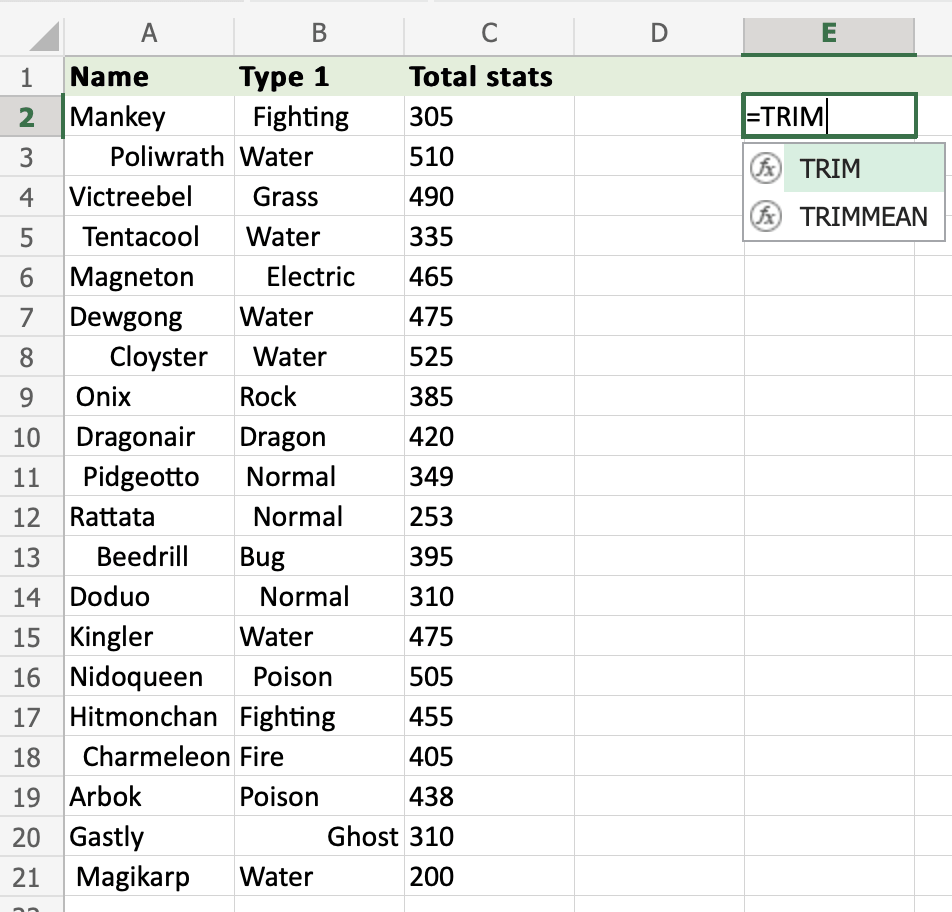 A B C D E
1 Name Type 1 Total stats
2 Mankey Fighting 305 =TRIM
3 Poliwrath Water 510 TRIM
4 Victreebel Grass 490 TRIMMEAN
5 Tentacool Water 335
6 Magneton Electric 465
7 Dewgong Water 475
8 Cloyster Water 525
9 Onix Rock 385
10 Dragonair Dragon 420
11 Pidgeotto Normal 349
12 Rattata Normal 253
13 Beedrill Bug 395
14 Doduo Normal 310
15 Kingler Water 475
16 Nidoqueen Poison 505
17 Hitmonchan Fighting 455
18 Charmeleon Fire 405
19 Arbok Poison 438
20 Gastly Ghost 310
21 Magikarp Water 200